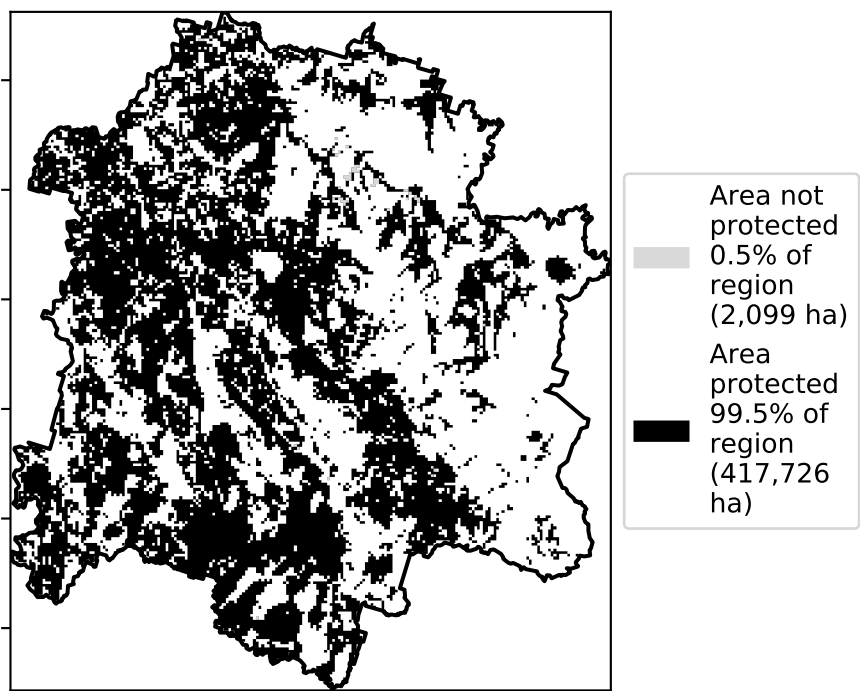 Area not
protected
0.5% of
region
(2,099 ha)
Area
protected
99.5% of
region
(417,726
ha)